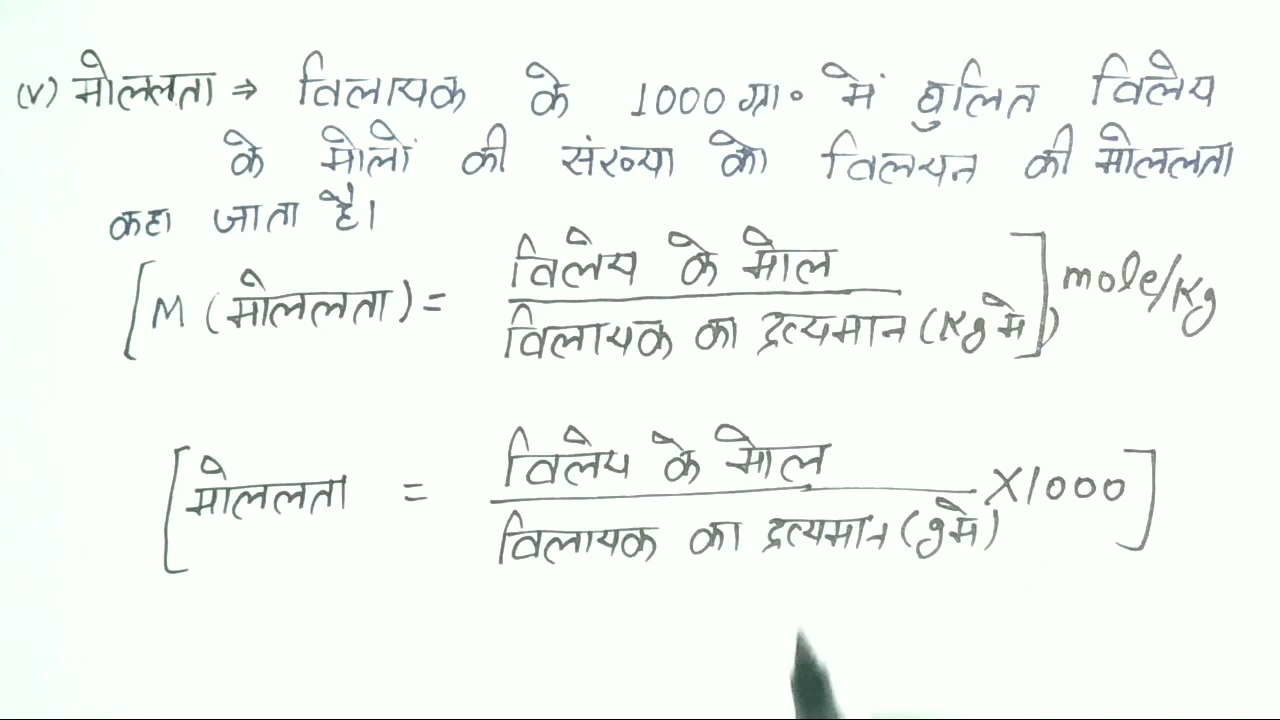 (v) मोललता ⇒ विलायक के 1000 ग्रा० में घुलित विलेय
के मोलों की संख्या को विलयन की मोललता
कहा जाता है।
[M (मोललता) = विलेय के मोल / विलायक का द्रव्यमान (Kg में)] mole/Kg
[मोललता = विलेय के मोल / विलायक का द्रव्यमान (g में) X1000]